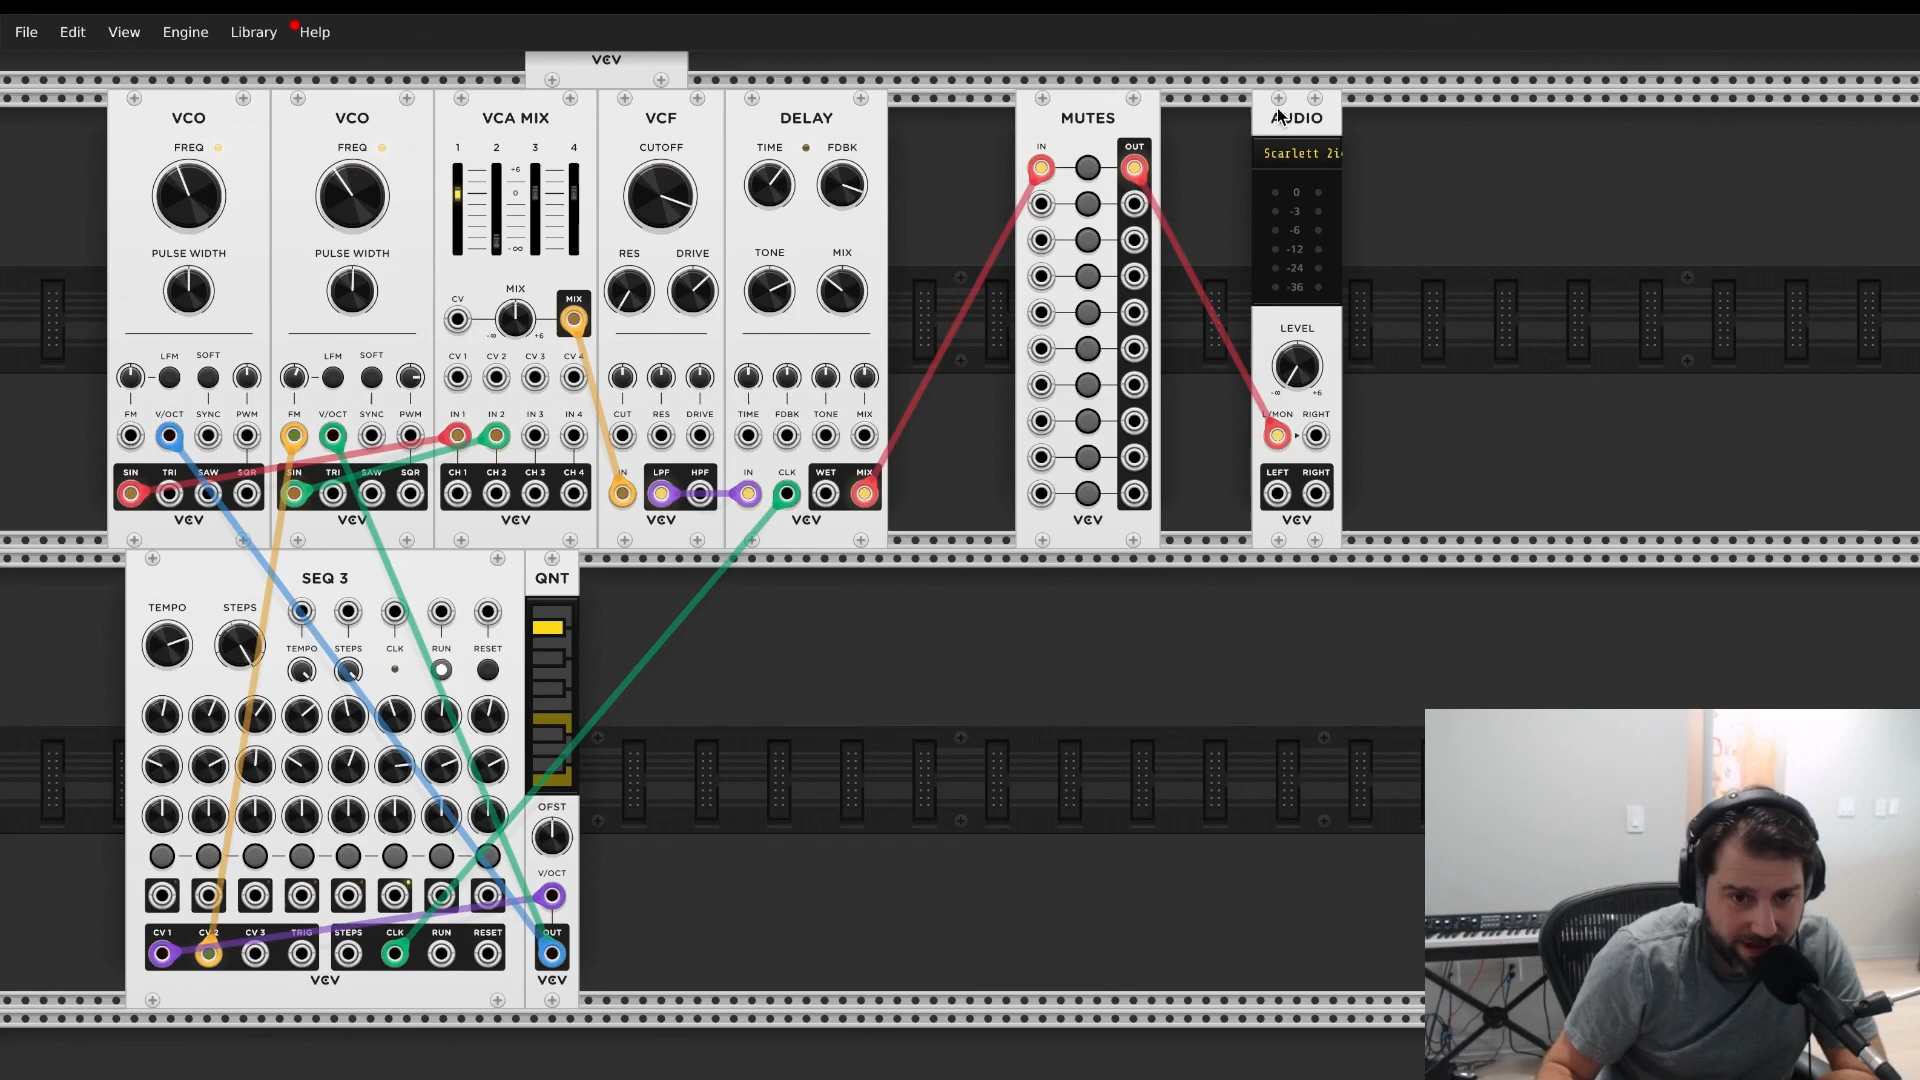 File Edit View Engine Library Help
VCV
VCO VCO VCA MIX VCF DELAY MUTES AUDIO
FREQ FREQ 1 2 3 4 CUTOFF TIME FDBK IN OUT
Scarlett 2i
+6
0
-∞
0
-3
-6
-12
-24
-36
PULSE WIDTH PULSE WIDTH RES DRIVE TONE MIX
CV MIX MIX
-∞ +6
LEVEL
-∞ +6
LFM SOFT LFM SOFT CV 1 CV 2 CV 3 CV 4
FM V/OCT SYNC PWM FM V/OCT SYNC PWM IN 1 IN 2 IN 3 IN 4 CUT RES DRIVE TIME FDBK TONE MIX L/MON RIGHT
SIN TRI SAW SQR SIN TRI SAW SQR CH 1 CH 2 CH 3 CH 4 IN LPF HPF IN CLK WET MIX LEFT RIGHT
VCV VCV VCV VCV VCV VCV VCV
SEQ 3 QNT
TEMPO STEPS
TEMPO STEPS CLK RUN RESET
OFST
V/OCT
CV 1 CV 2 CV 3 TRIG STEPS CLK RUN RESET OUT
VCV VCV